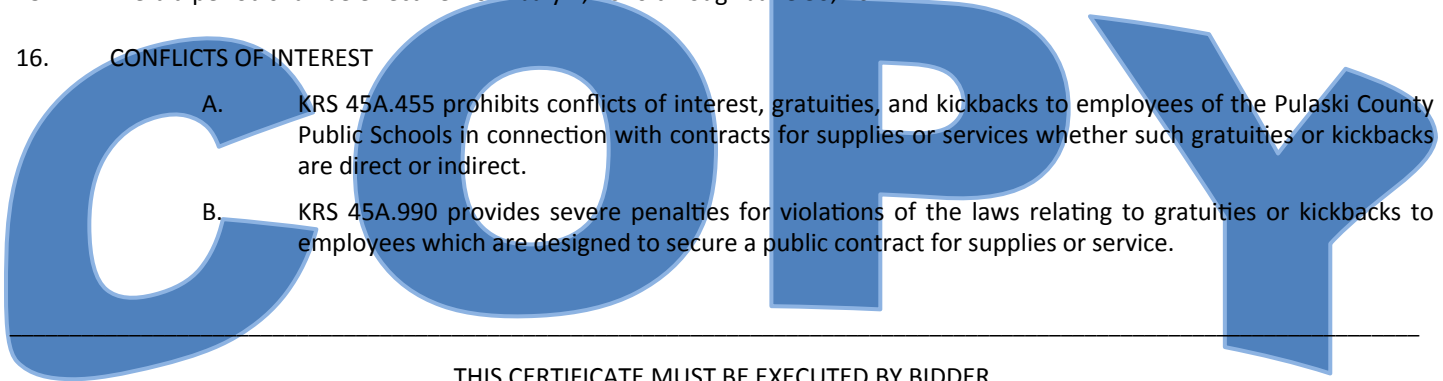 16. CONFLICTS OF INTEREST
A. KRS 45A.455 prohibits conflicts of interest, gratuities, and kickbacks to employees of the Pulaski County
Public Schools in connection with contracts for supplies or services whether such gratuities or kickbacks
are direct or indirect.
B. KRS 45A.990 provides severe penalties for violations of the laws relating to gratuities or kickbacks to
employees which are designed to secure a public contract for supplies or service.
COPY
THIS CERTIFICATE MUST BE EXECUTED BY BIDDER